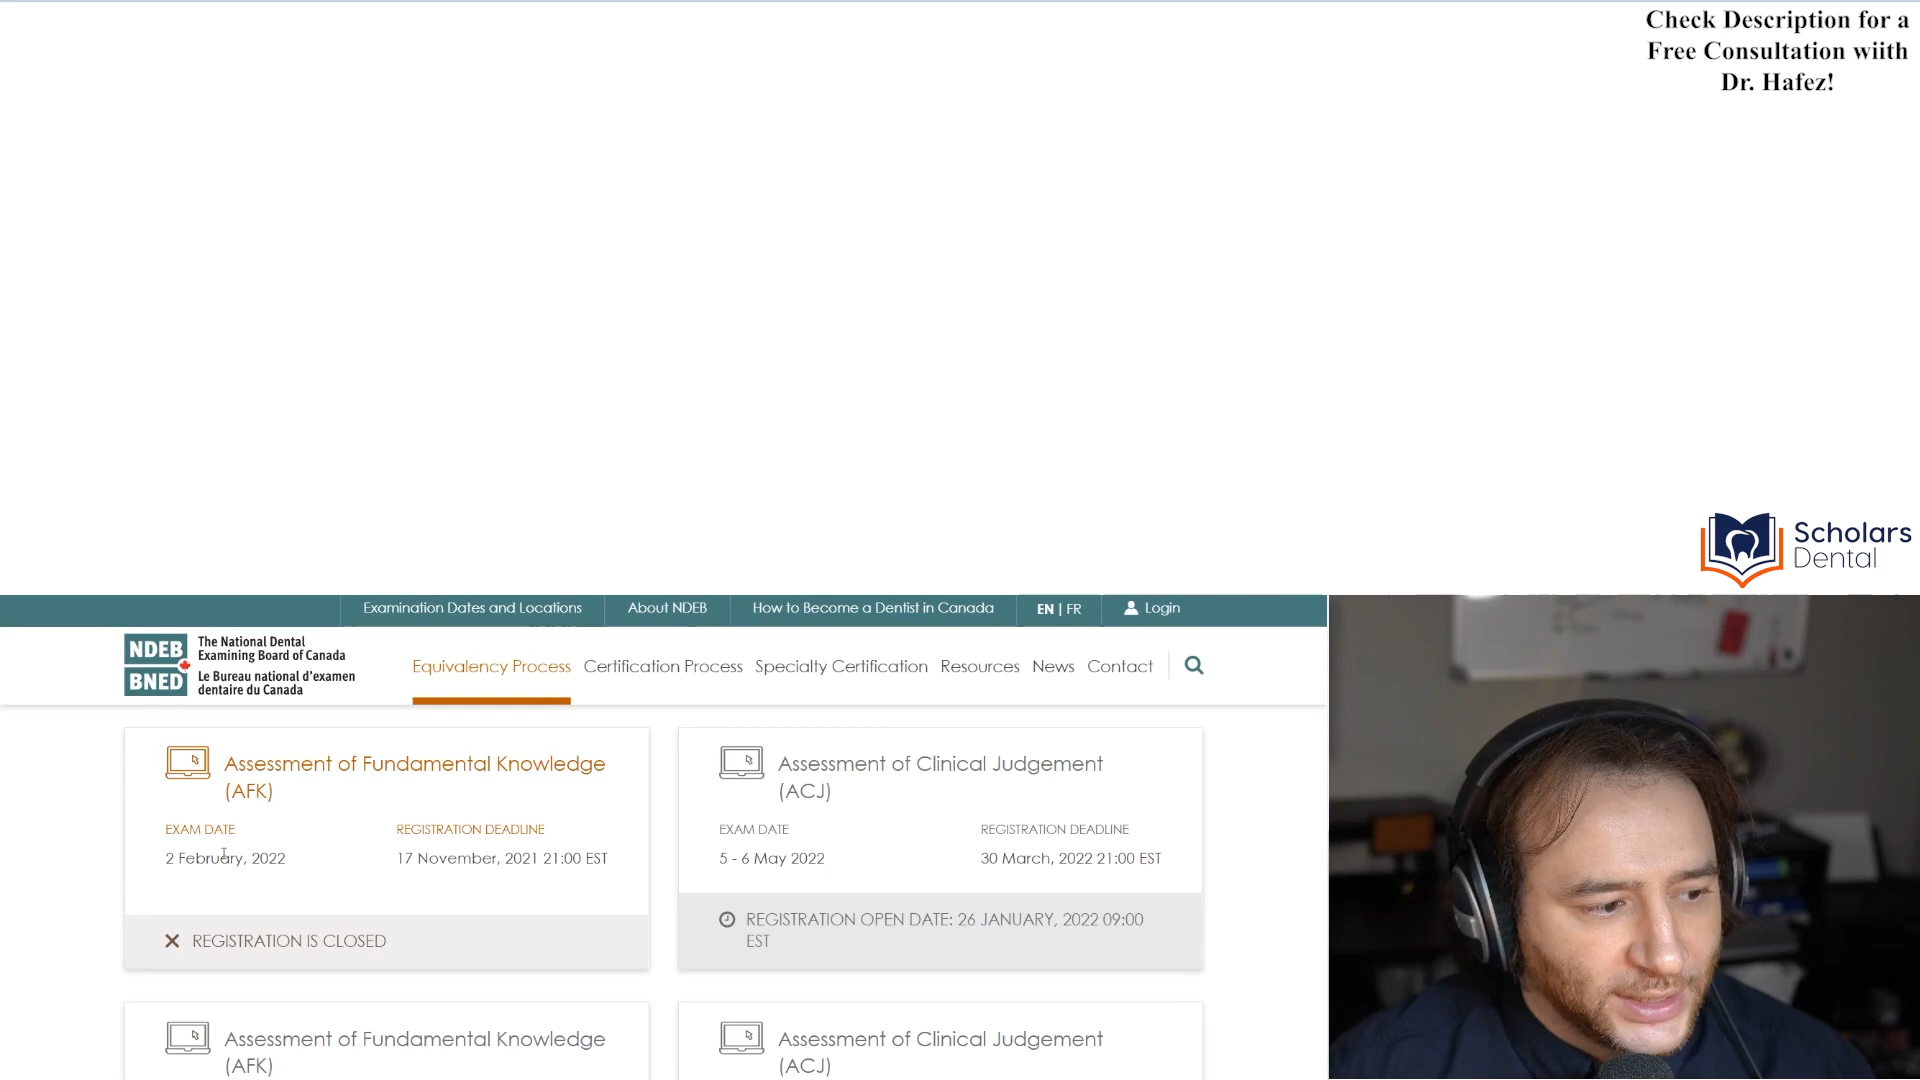 Check Description for a
Free Consultation wiith
Dr. Hafez!
Scholars
Dental
Examination Dates and Locations
About NDEB
How to Become a Dentist in Canada
EN | FR
Login
NDEB
BNED
The National Dental
Examining Board of Canada
Le Bureau national d'examen
dentaire du Canada
Equivalency Process
Certification Process
Specialty Certification
Resources
News
Contact
Assessment of Fundamental Knowledge
(AFK)
EXAM DATE
REGISTRATION DEADLINE
2 February, 2022
17 November, 2021 21:00 EST
REGISTRATION IS CLOSED
Assessment of Clinical Judgement
(ACJ)
EXAM DATE
REGISTRATION DEADLINE
5 - 6 May 2022
30 March, 2022 21:00 EST
REGISTRATION OPEN DATE: 26 JANUARY, 2022 09:00
EST
Assessment of Fundamental Knowledge
(AFK)
Assessment of Clinical Judgement
(ACJ)